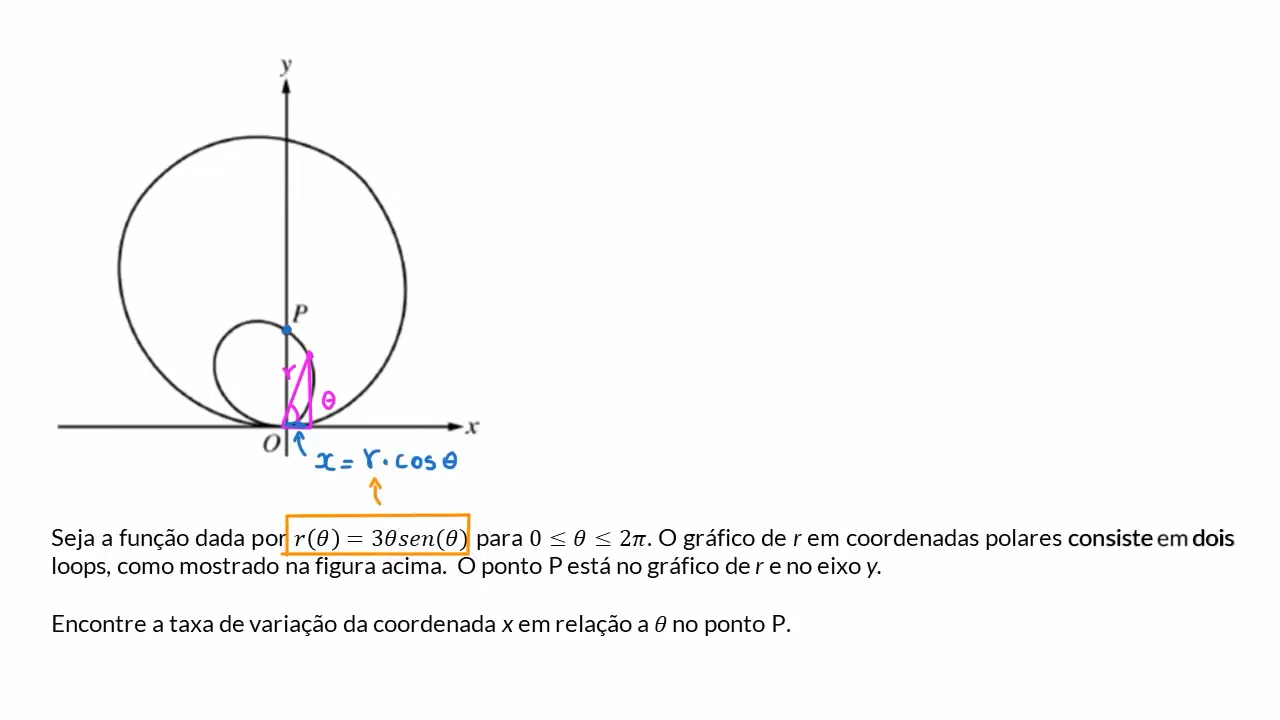 y
P
r
θ
O
x
x = r · cos θ
Seja a função dada por r(θ) = 3θsen(θ) para 0 ≤ θ ≤ 2π. O gráfico de r em coordenadas polares consiste em dois
loops, como mostrado na figura acima. O ponto P está no gráfico de r e no eixo y.
Encontre a taxa de variação da coordenada x em relação a θ no ponto P.